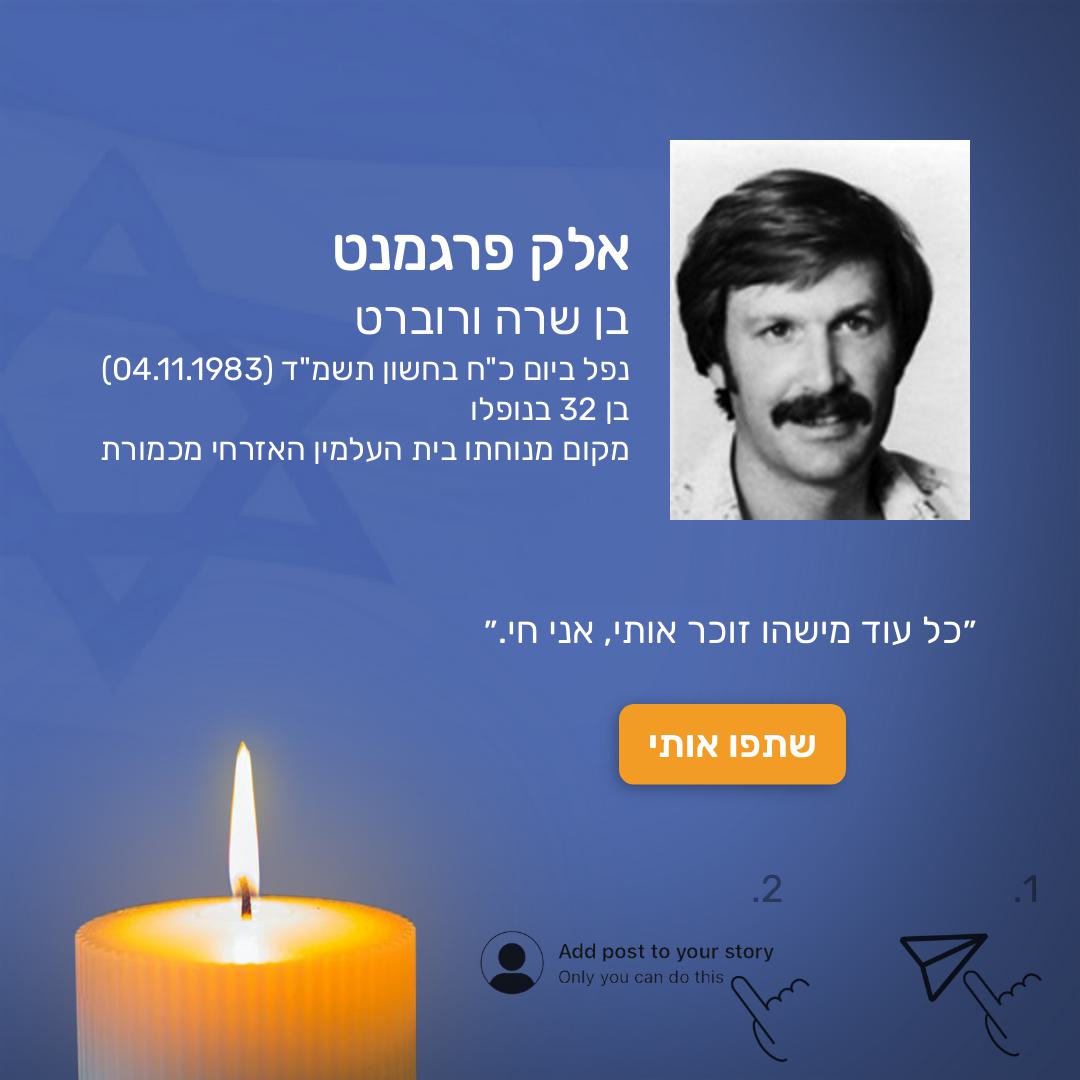 אלק פרגמנט
בן שרה ורוברט
נפל ביום כ"ח בחשוון תשמ"ד (04.11.1983)
בן 32 בנופלו
מקום מנוחתו בית העלמין האזרחי מכמורת
״כל עוד מישהו זוכר אותי, אני חי.״
שתפו אותי
1.
2.
Add post to your story
Only you can do this